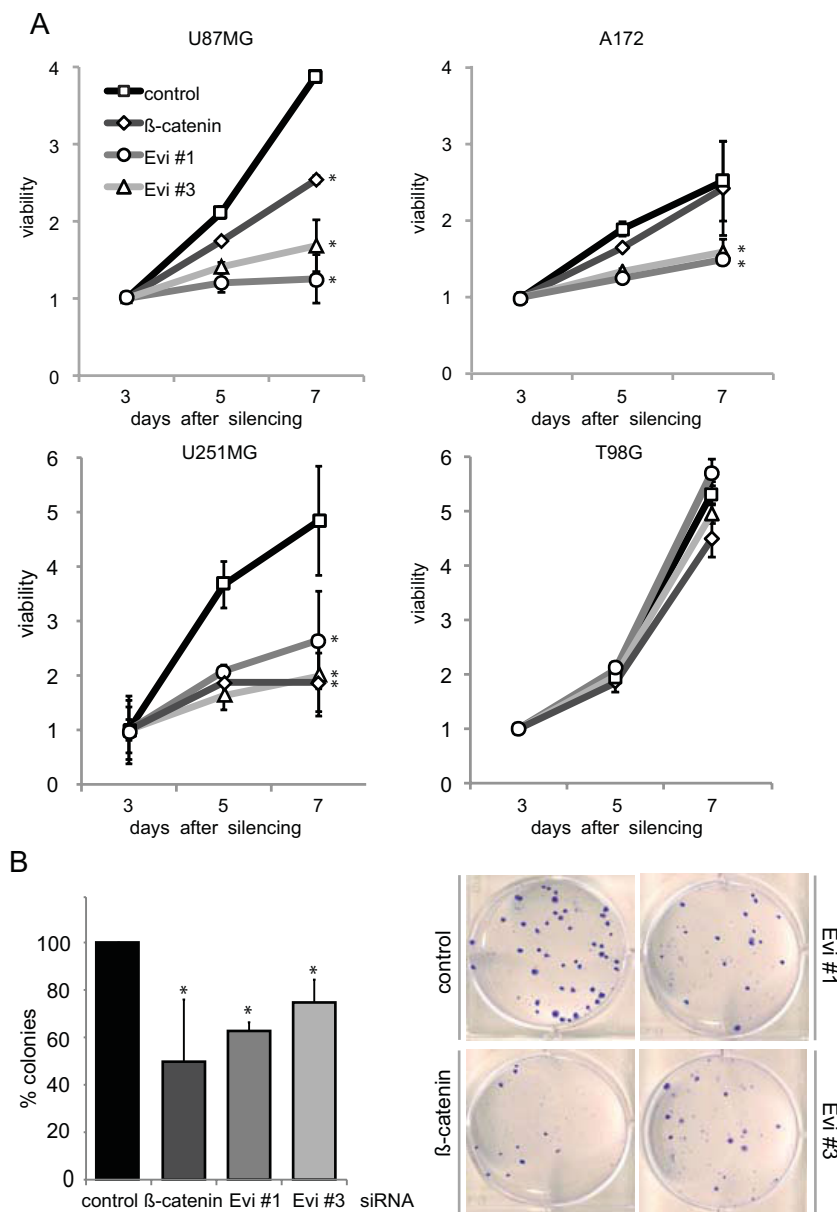 A
U87MG
4
3
2
1
0
viability
control
ß-catenin
Evi #1
Evi #3
*
*
*
3 5 7
days after silencing
A172
4
3
2
1
0
viability
*
*
3 5 7
days after silencing
U251MG
6
5
4
3
2
1
0
viability
*
*
*
3 5 7
days after silencing
T98G
6
5
4
3
2
1
0
viability
3 5 7
days after silencing
B
100
80
60
40
20
0
% colonies
*
*
*
control ß-catenin Evi #1 Evi #3 siRNA
control
Evi #1
ß-catenin
Evi #3